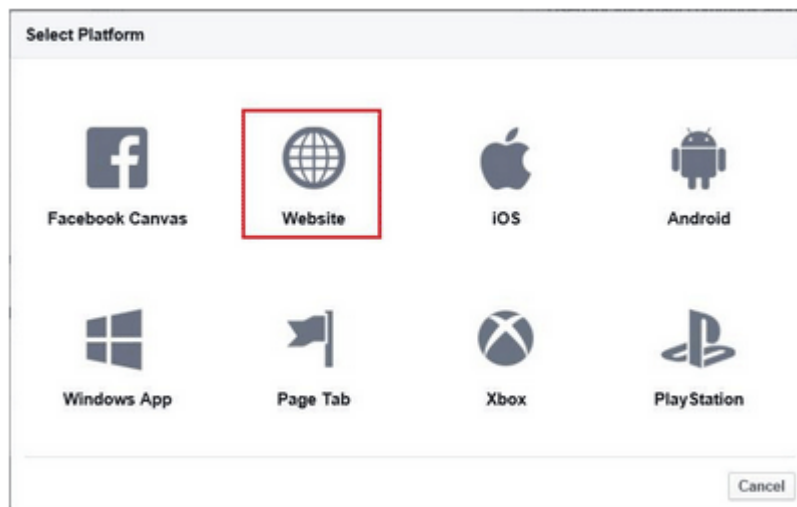 Select Platform
Facebook Canvas
Website
iOS
Android
Windows App
Page Tab
Xbox
PlayStation
Cancel